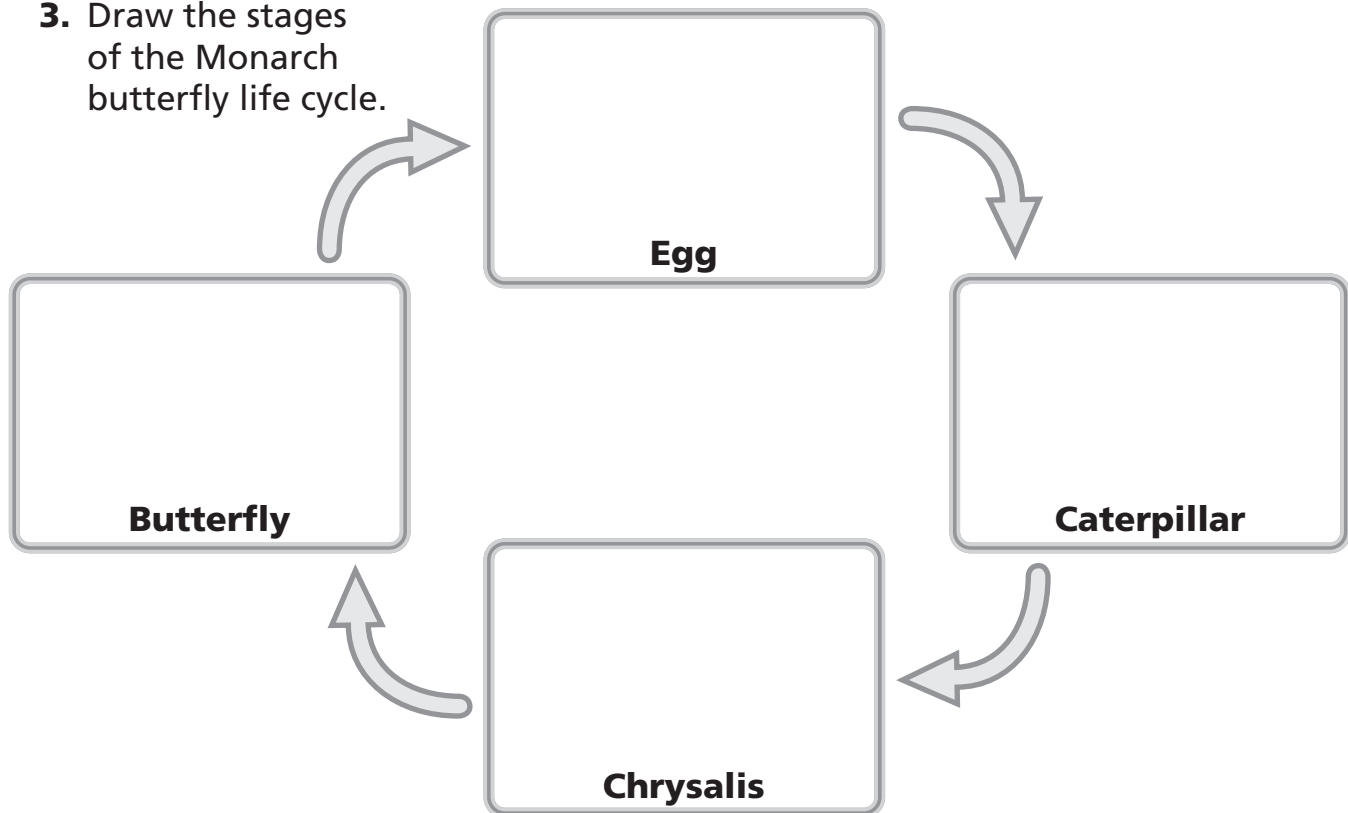 3. Draw the stages
of the Monarch
butterfly life cycle.
Egg
Butterfly
Caterpillar
Chrysalis